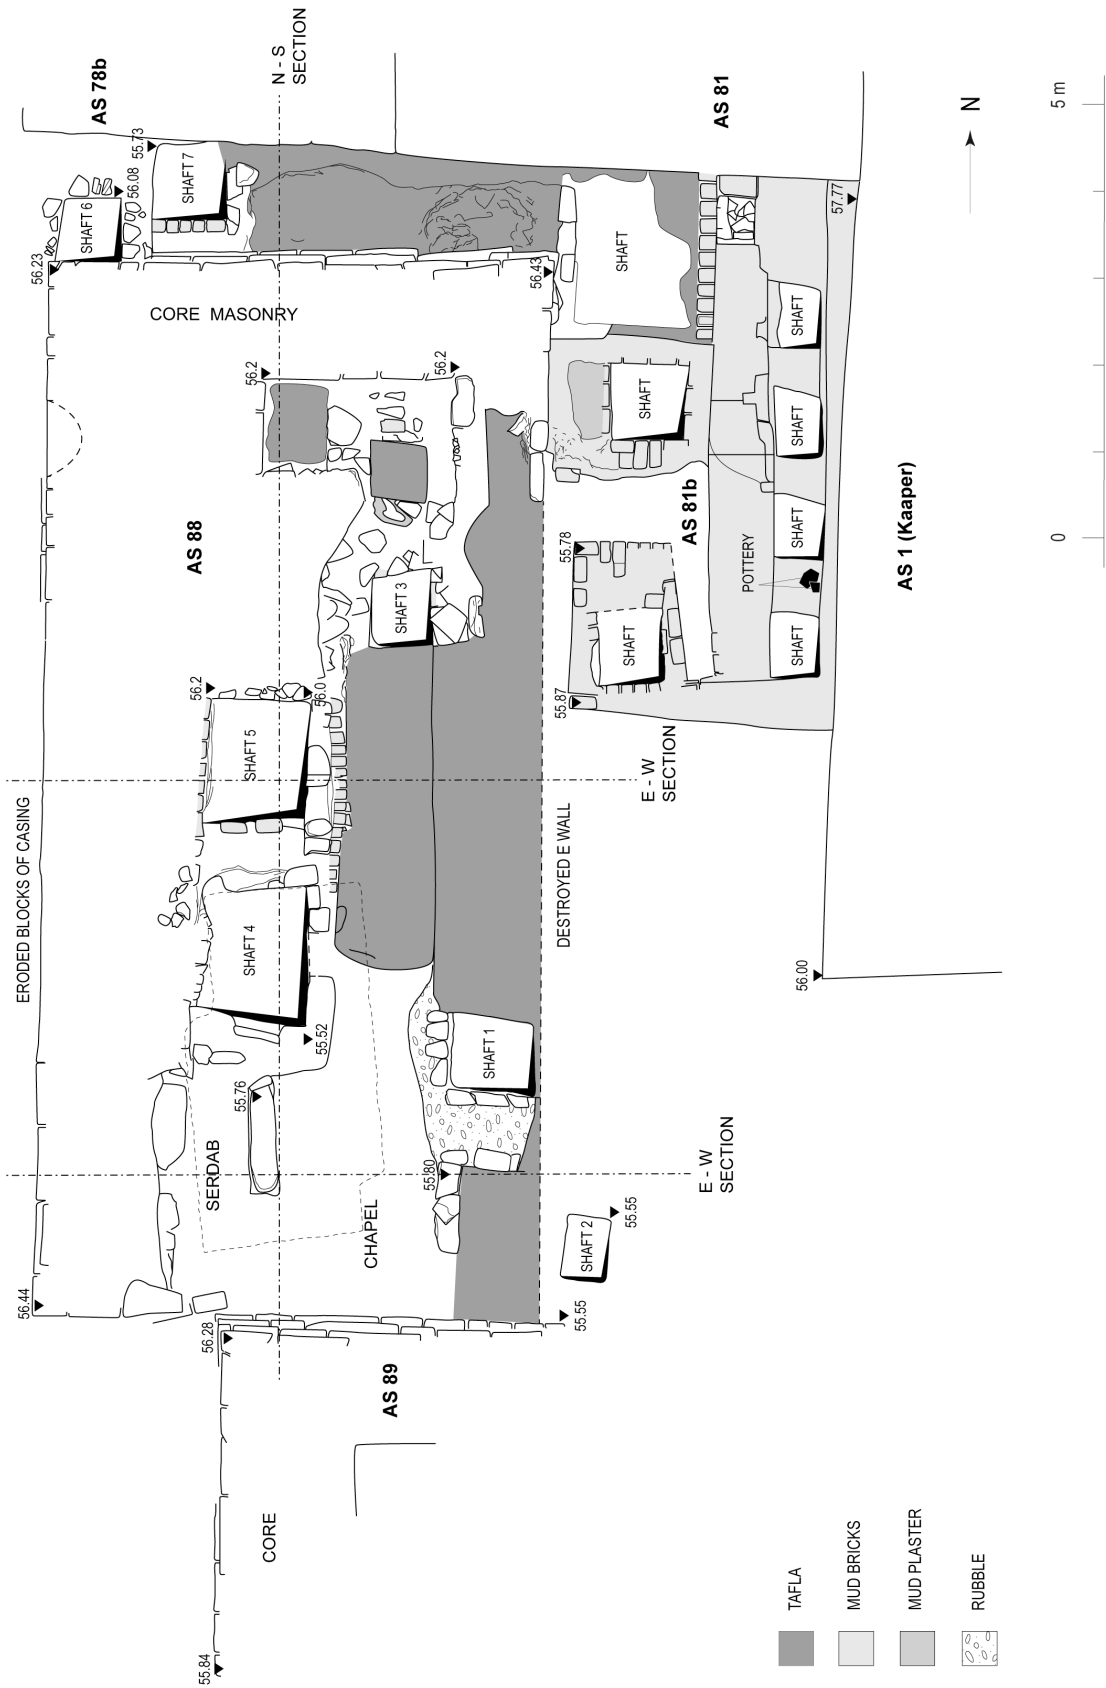 AS 78b
N - S
SECTION
AS 81
N
5 m
0
55.73
SHAFT 7
56.08
SHAFT 6
56.23
57.77
SHAFT
56.43
CORE MASONRY
SHAFT
56.2
56.2
SHAFT
SHAFT
AS 88
AS 81b
AS 1 (Kaaper)
SHAFT
55.78
POTTERY
SHAFT 3
SHAFT
SHAFT
56.2
56.0
55.87
SHAFT 5
E - W
SECTION
ERODED BLOCKS OF CASING
DESTROYED E WALL
SHAFT 4
56.00
55.52
SHAFT 1
55.76
SERDAB
55.80
E - W
SECTION
CHAPEL
SHAFT 2
55.55
56.44
56.28
55.55
AS 89
CORE
55.84
TAFLA
MUD BRICKS
MUD PLASTER
RUBBLE